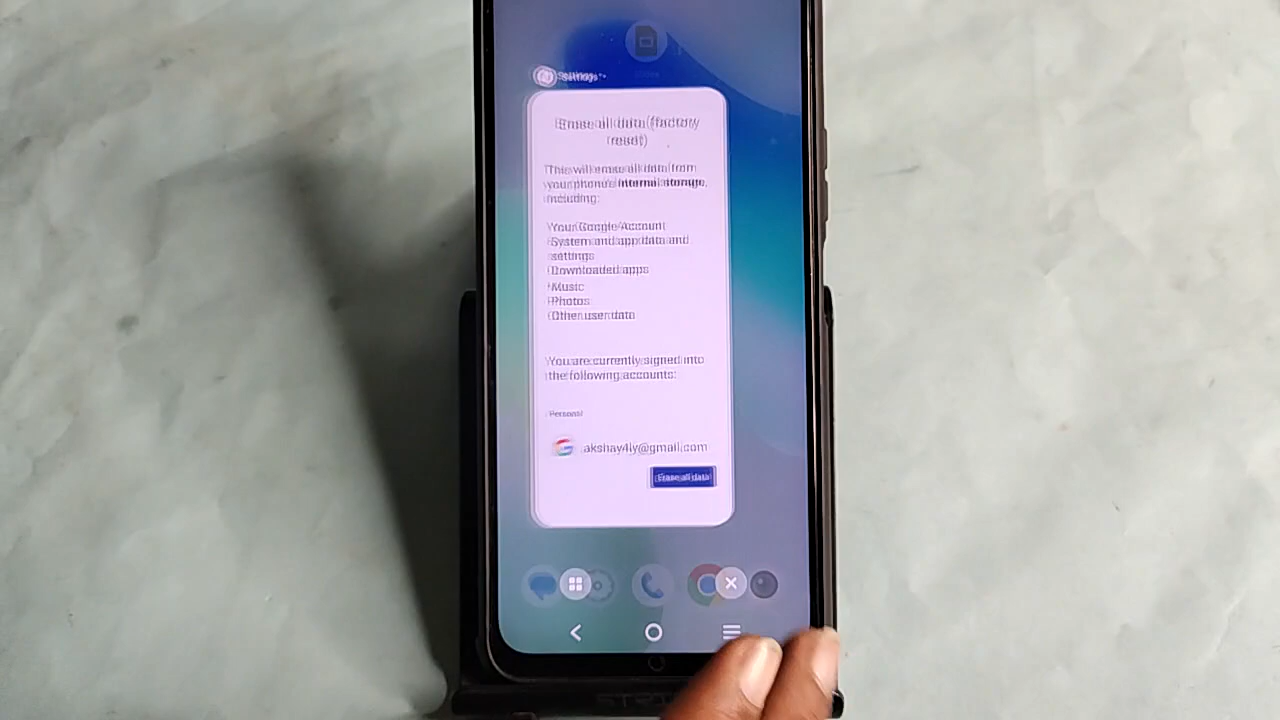 Settings
Erase all data (factory
reset)
This will erase all data from
your phone's internal storage,
including:
Your Google Account
System and app data and
settings
Downloaded apps
Music
Photos
Other user data
You are currently signed into
the following accounts:
Personal
akshay4ly@gmail.com
Erase all data